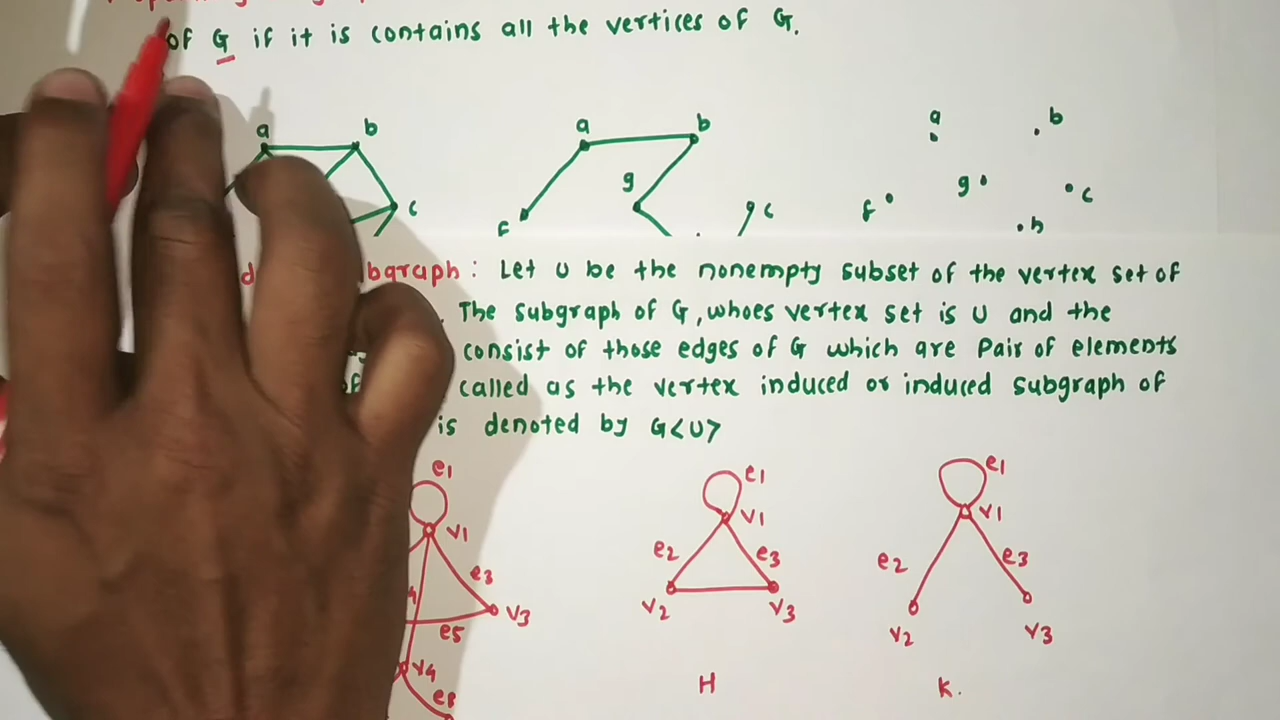 of G if it is contains all the vertices of G.
a b a b a b
g g c
c f c f h
bgraph : Let U be the nonempty subset of the vertex set of
The subgraph of G, whoes vertex set is U and the
consist of those edges of G which are pair of elements
called as the vertex induced or induced subgraph of
is denoted by G<U>
e1 e1 e1
v1 v1 v1
e3 e2 e3 e2 e3
v3 v2 v3 v2 v3
e5
v4 H K.
e8